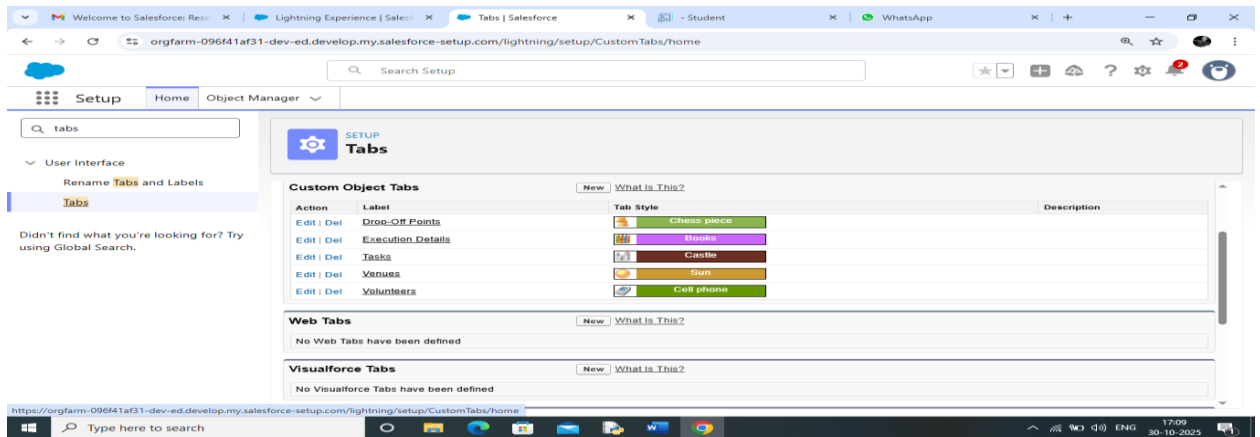 Welcome to Salesforce: Rese
Lightning Experience | Salesf
Tabs | Salesforce
- Student
WhatsApp
orgfarm-096f41af31-dev-ed.develop.my.salesforce-setup.com/lightning/setup/CustomTabs/home
Search Setup
2
Setup Home Object Manager
tabs
User Interface
Rename Tabs and Labels
Tabs
Didn't find what you're looking for? Try
using Global Search.
SETUP
Tabs
Custom Object Tabs New What Is This?
Action Label Tab Style Description
Edit | Del Drop-Off Points Chess piece
Edit | Del Execution Details Books
Edit | Del Tasks Castle
Edit | Del Venues Sun
Edit | Del Volunteers Cell phone
Web Tabs New What Is This?
No Web Tabs have been defined
Visualforce Tabs New What Is This?
No Visualforce Tabs have been defined
https://orgfarm-096f41af31-dev-ed.develop.my.salesforce-setup.com/lightning/setup/CustomTabs/home
Type here to search
ENG
17:09
30-10-2025
1